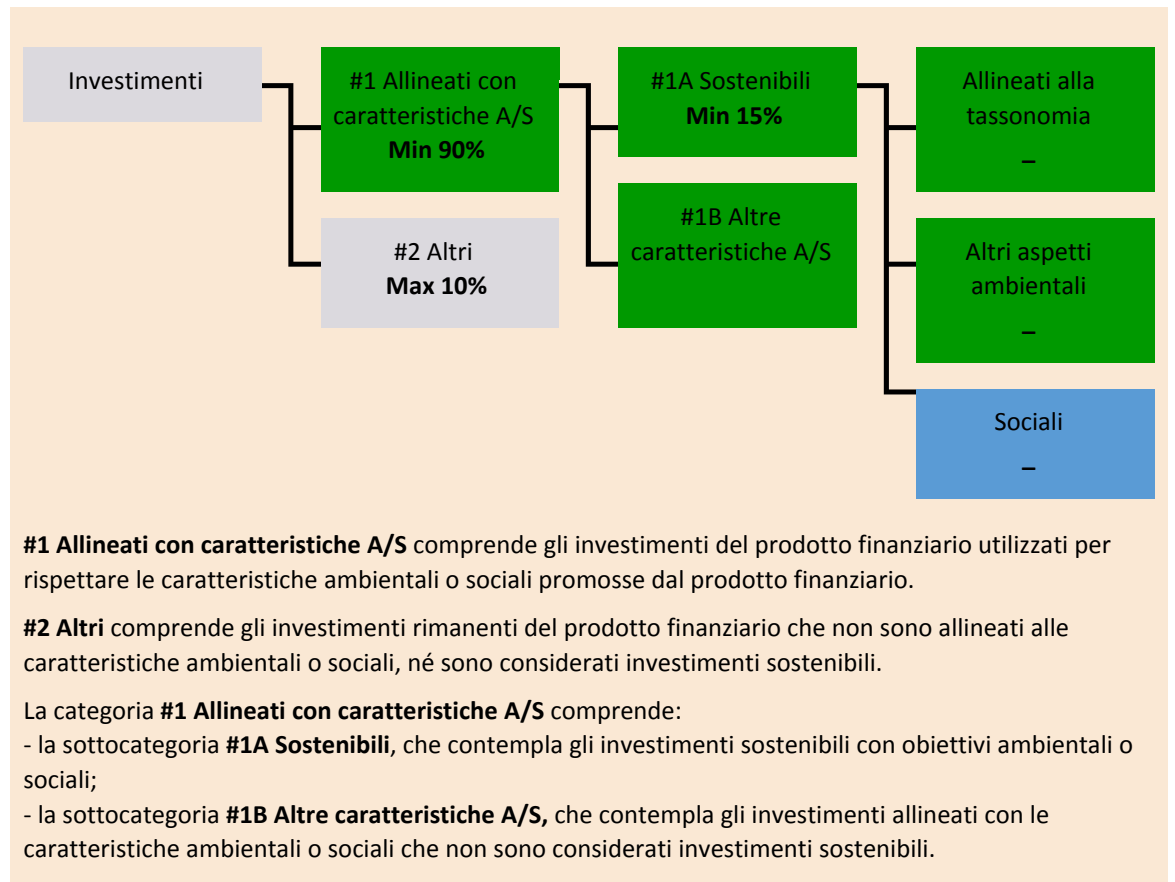 Investimenti
#1 Allineati con
caratteristiche A/S
Min 90%
#2 Altri
Max 10%
#1A Sostenibili
Min 15%
#1B Altre
caratteristiche A/S
Allineati alla
tassonomia
–
Altri aspetti
ambientali
–
Sociali
–
#1 Allineati con caratteristiche A/S comprende gli investimenti del prodotto finanziario utilizzati per
rispettare le caratteristiche ambientali o sociali promosse dal prodotto finanziario.
#2 Altri comprende gli investimenti rimanenti del prodotto finanziario che non sono allineati alle
caratteristiche ambientali o sociali, né sono considerati investimenti sostenibili.
La categoria #1 Allineati con caratteristiche A/S comprende:
- la sottocategoria #1A Sostenibili, che contempla gli investimenti sostenibili con obiettivi ambientali o
sociali;
- la sottocategoria #1B Altre caratteristiche A/S, che contempla gli investimenti allineati con le
caratteristiche ambientali o sociali che non sono considerati investimenti sostenibili.